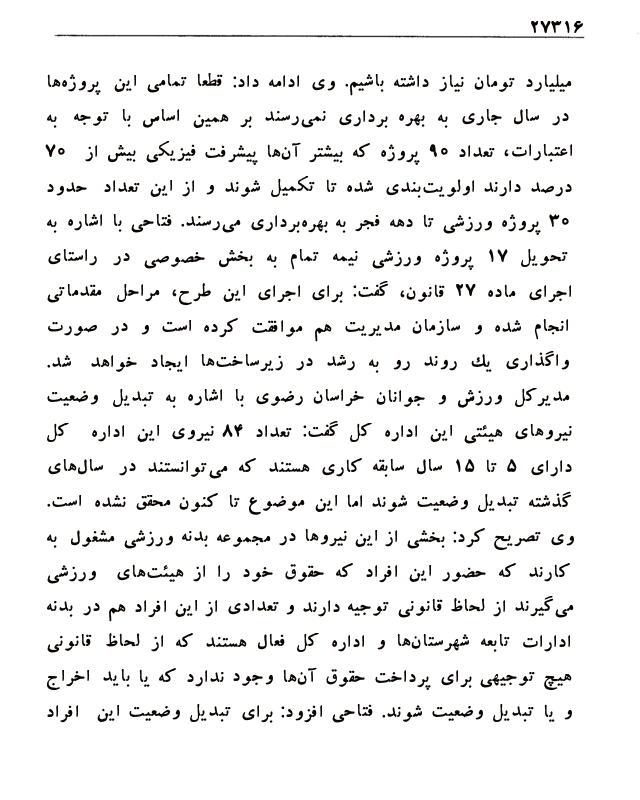 ۲۷۳۱۶
میلیارد تومان نیاز داشته باشیم. وی ادامه داد: قطعا تمامی این پروژه‌ها
در سال جاری به بهره برداری نمی‌رسند بر همین اساس با توجه به
اعتبارات، تعداد ۹۰ پروژه که بیشتر آن‌ها پیشرفت فیزیکی بیش از ۷۰
درصد دارند اولویت‌بندی شده تا تکمیل شوند و از این تعداد حدود
۳۰ پروژه ورزشی تا دهه فجر به بهره‌برداری می‌رسند. فتاحی با اشاره به
تحویل ۱۷ پروژه ورزشی نیمه تمام به بخش خصوصی در راستای
اجرای ماده ۲۷ قانون، گفت: برای اجرای این طرح، مراحل مقدماتی
انجام شده و سازمان مدیریت هم موافقت کرده است و در صورت
واگذاری یك روند رو به رشد در زیرساخت‌ها ایجاد خواهد شد.
مدیرکل ورزش و جوانان خراسان رضوی با اشاره به تبدیل وضعیت
نیروهای هیئتی این اداره کل گفت: تعداد ۸۴ نیروی این اداره کل
دارای ۵ تا ۱۵ سال سابقه کاری هستند که می‌توانستند در سال‌های
گذشته تبدیل وضعیت شوند اما این موضوع تا کنون محقق نشده است.
وی تصریح کرد: بخشی از این نیروها در مجموعه بدنه ورزشی مشغول به
کارند که حضور این افراد که حقوق خود را از هیئت‌های ورزشی
می‌گیرند از لحاظ قانونی توجیه دارند و تعدادی از این افراد هم در بدنه
ادارات تابعه شهرستان‌ها و اداره کل فعال هستند که از لحاظ قانونی
هیچ توجیهی برای پرداخت حقوق آن‌ها وجود ندارد که یا باید اخراج
و یا تبدیل وضعیت شوند. فتاحی افزود: برای تبدیل وضعیت این افراد